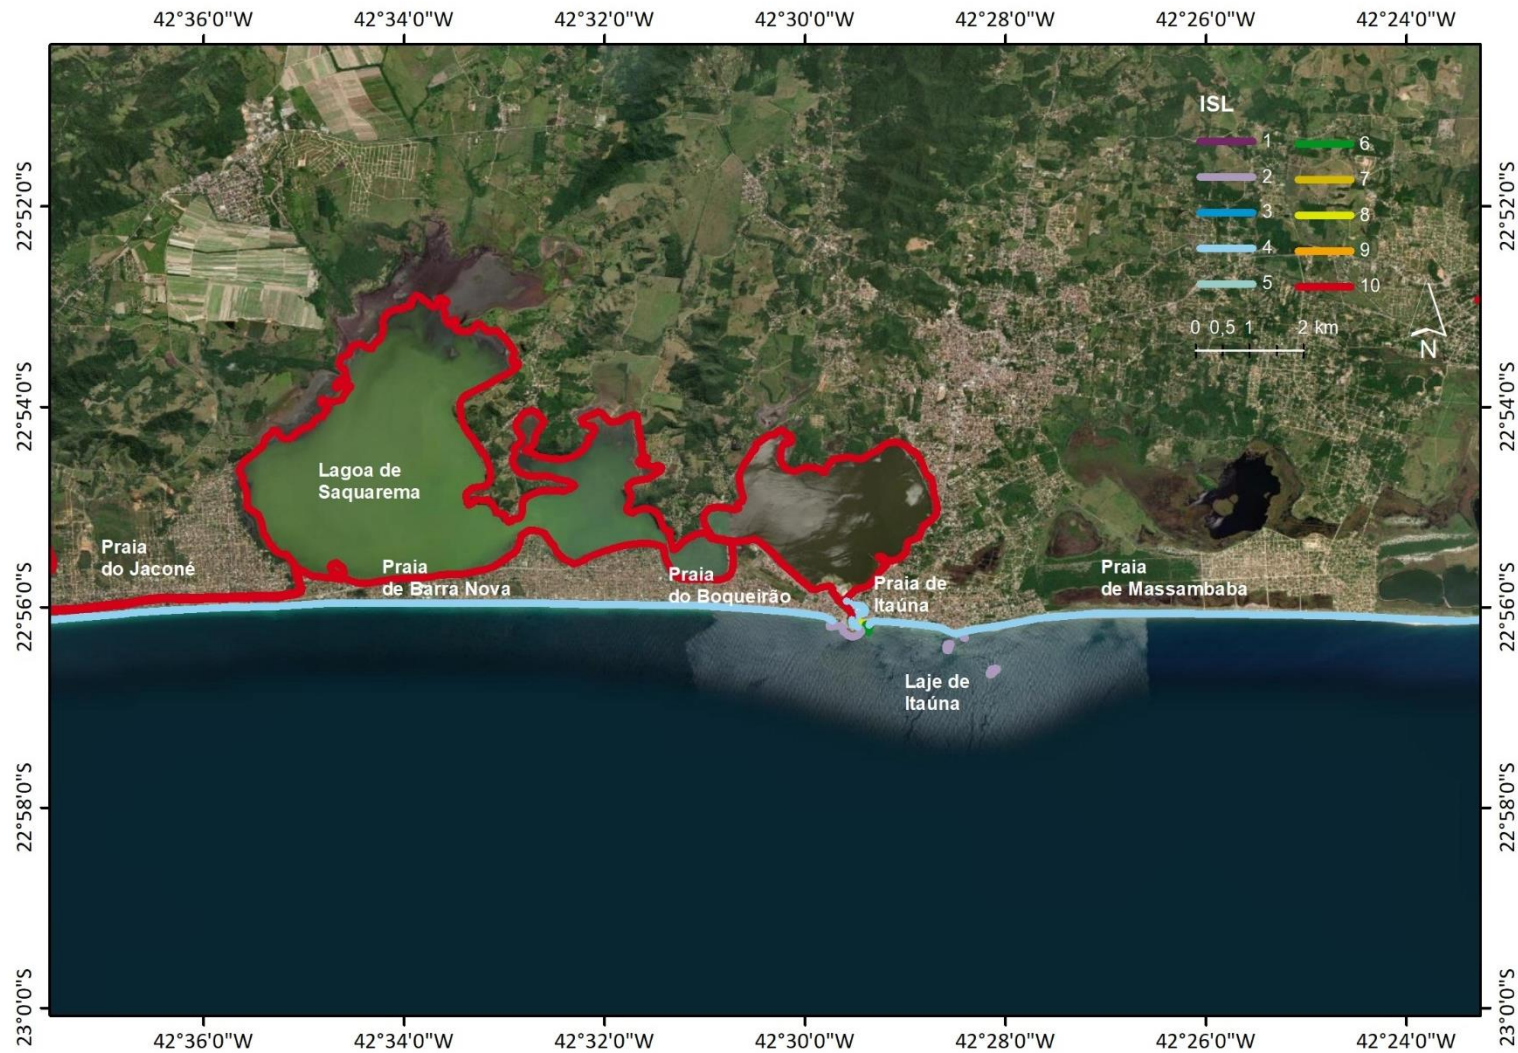 42°36'0"W 42°34'0"W 42°32'0"W 42°30'0"W 42°28'0"W 42°26'0"W 42°24'0"W
ISL
1 6
2 7
3 8
4 9
5 10
0 0,5 1 2 km
N
22°52'0"S 22°52'0"S
22°54'0"S 22°54'0"S
Lagoa de
Saquarema
Praia
do Jaconé
Praia
de Barra Nova
Praia
do Boqueirão
Praia de
Itaúna
Praia
de Massambaba
22°56'0"S 22°56'0"S
Laje de
Itaúna
22°58'0"S 22°58'0"S
23°0'0"S 23°0'0"S
42°36'0"W 42°34'0"W 42°32'0"W 42°30'0"W 42°28'0"W 42°26'0"W 42°24'0"W